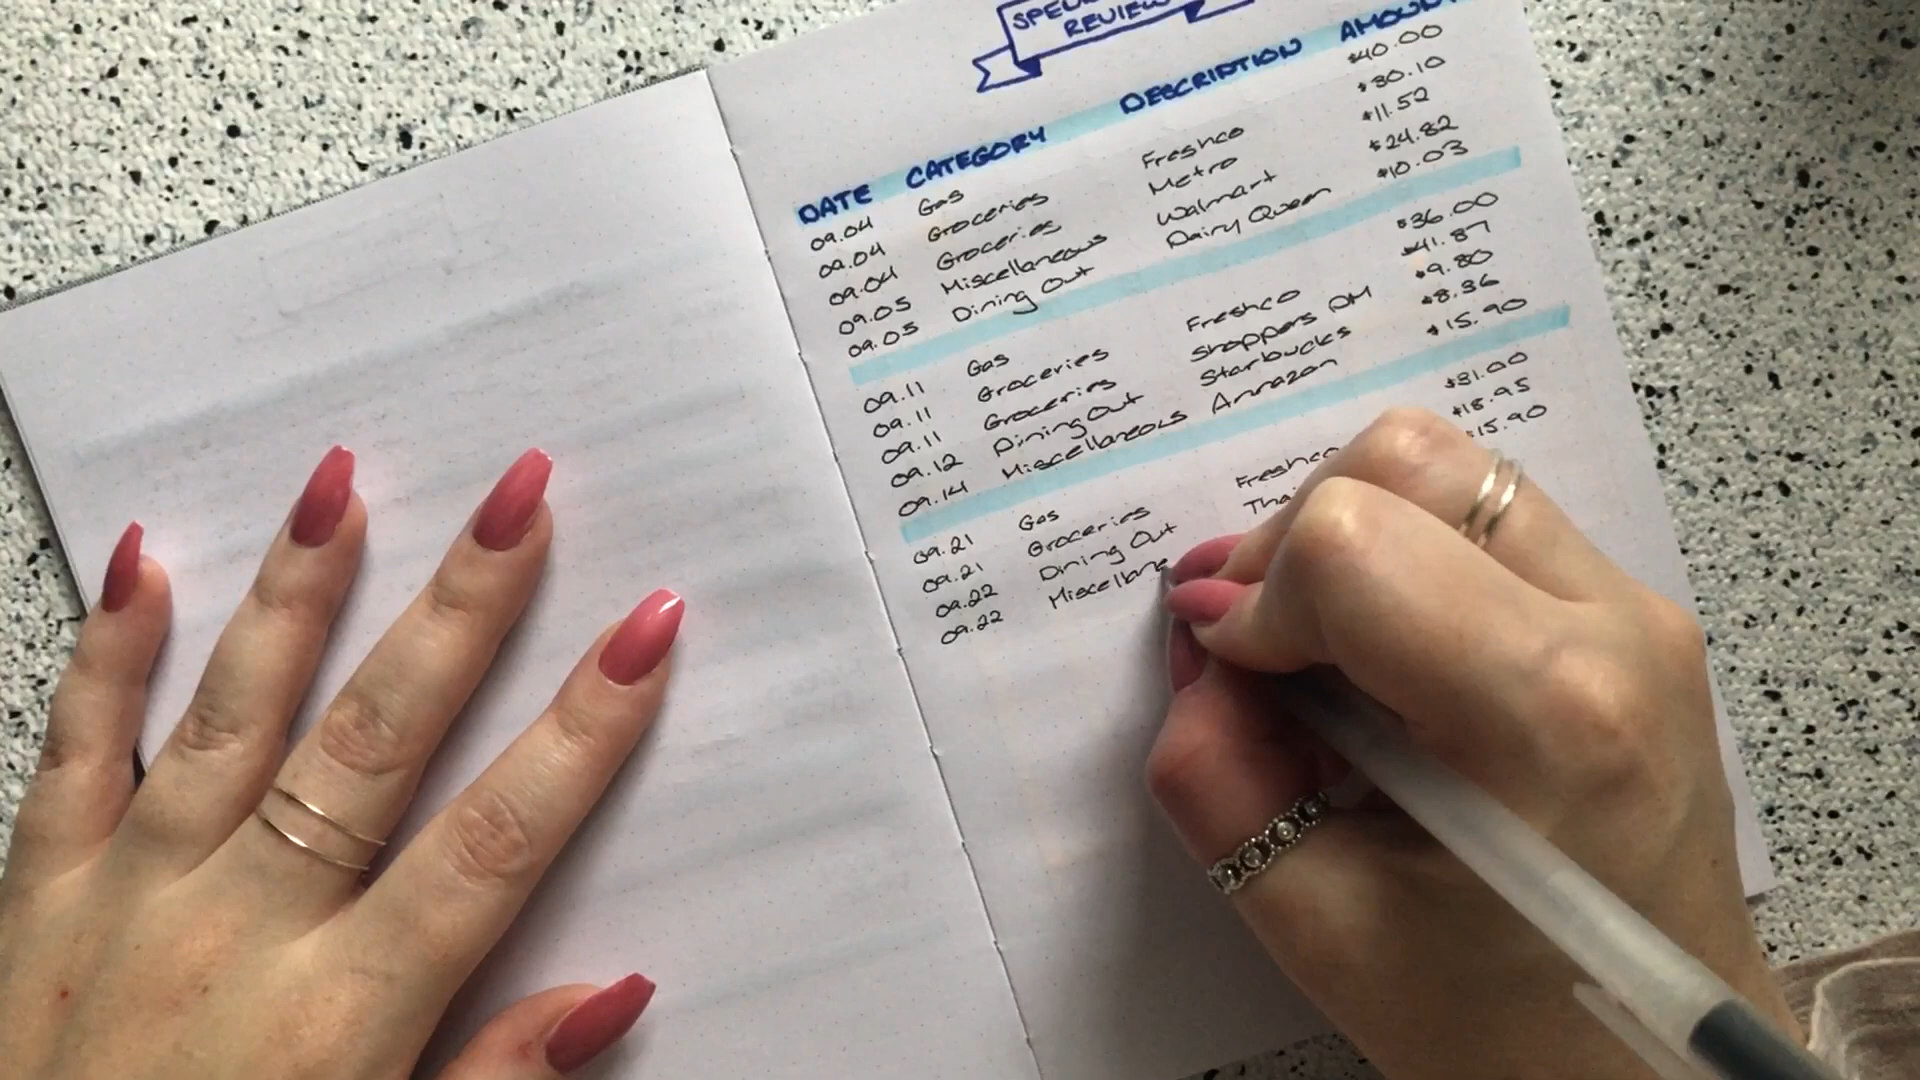 REVIEW
DATE CATEGORY DESCRIPTION AMOUNT
09.04 Gas $40.00
09.04 Groceries Freshco $30.10
09.04 Groceries Metro $11.52
09.05 Miscellaneous Walmart $24.82
09.05 Dining Out Dairy Queen $10.03
09.11 Gas $36.00
09.11 Groceries Freshco $41.87
09.11 Groceries Shoppers DM $9.80
09.12 Dining Out Starbucks $8.36
09.14 Miscellaneous Amazon $15.90
09.21 Gas $31.00
09.21 Groceries Freshco $18.95
09.22 Dining Out $15.90
09.22 Miscellane